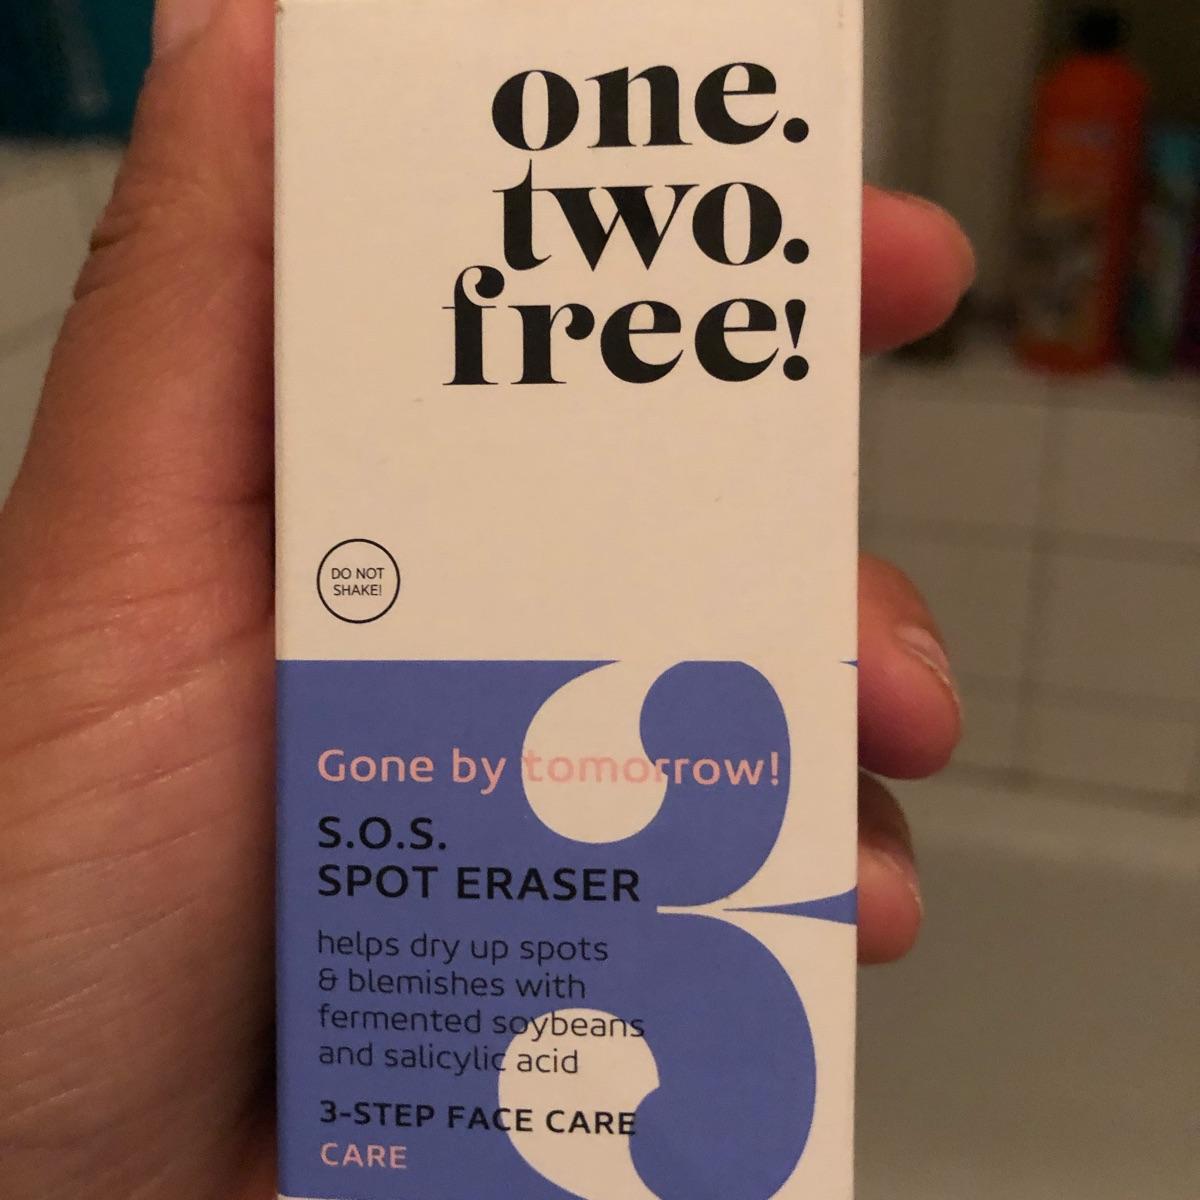 one.
two.
free!
DO NOT
SHAKE!
Gone by tomorrow!
S.O.S.
SPOT ERASER
helps dry up spots
& blemishes with
fermented soybeans
and salicylic acid
3-STEP FACE CARE
CARE